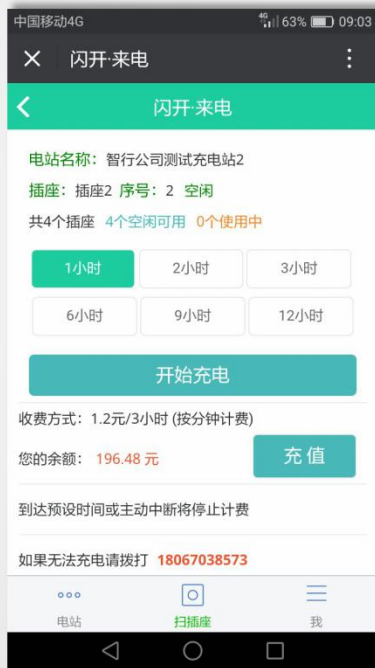 中国移动4G 4G 63% 09:03
闪开·来电
闪开·来电
电站名称：智行公司测试充电站2
插座：插座2 序号：2 空闲
共4个插座 4个空闲可用 0个使用中
1小时 2小时 3小时
6小时 9小时 12小时
开始充电
收费方式：1.2元/3小时 (按分钟计费)
您的余额： 196.48 元 充 值
到达预设时间或主动中断将停止计费
如果无法充电请拨打 18067038573
电站 扫插座 我